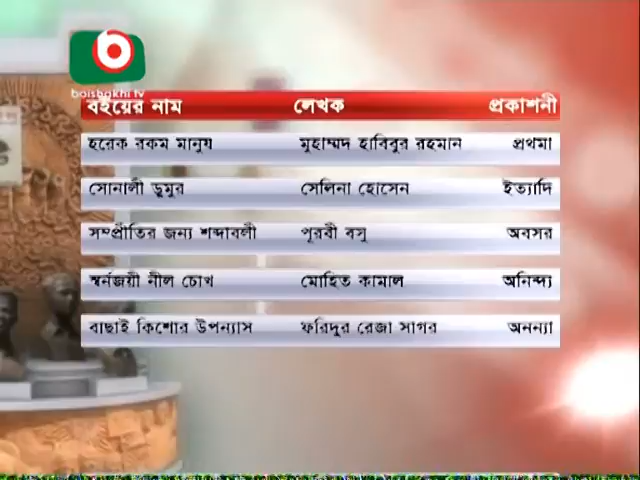 boishakhi tv
বইয়ের নাম লেখক প্রকাশনী
হরেক রকম মানুষ মুহাম্মদ হাবিবুর রহমান প্রথমা
সোনালী ডুমুর সেলিনা হোসেন ইত্যাদি
সম্প্রীতির জন্য শব্দাবলী পূরবী বসু অবসর
স্বর্নজয়ী নীল চোখ মোহিত কামাল অনিন্দ্য
বাছাই কিশোর উপন্যাস ফরিদুর রেজা সাগর অনন্যা